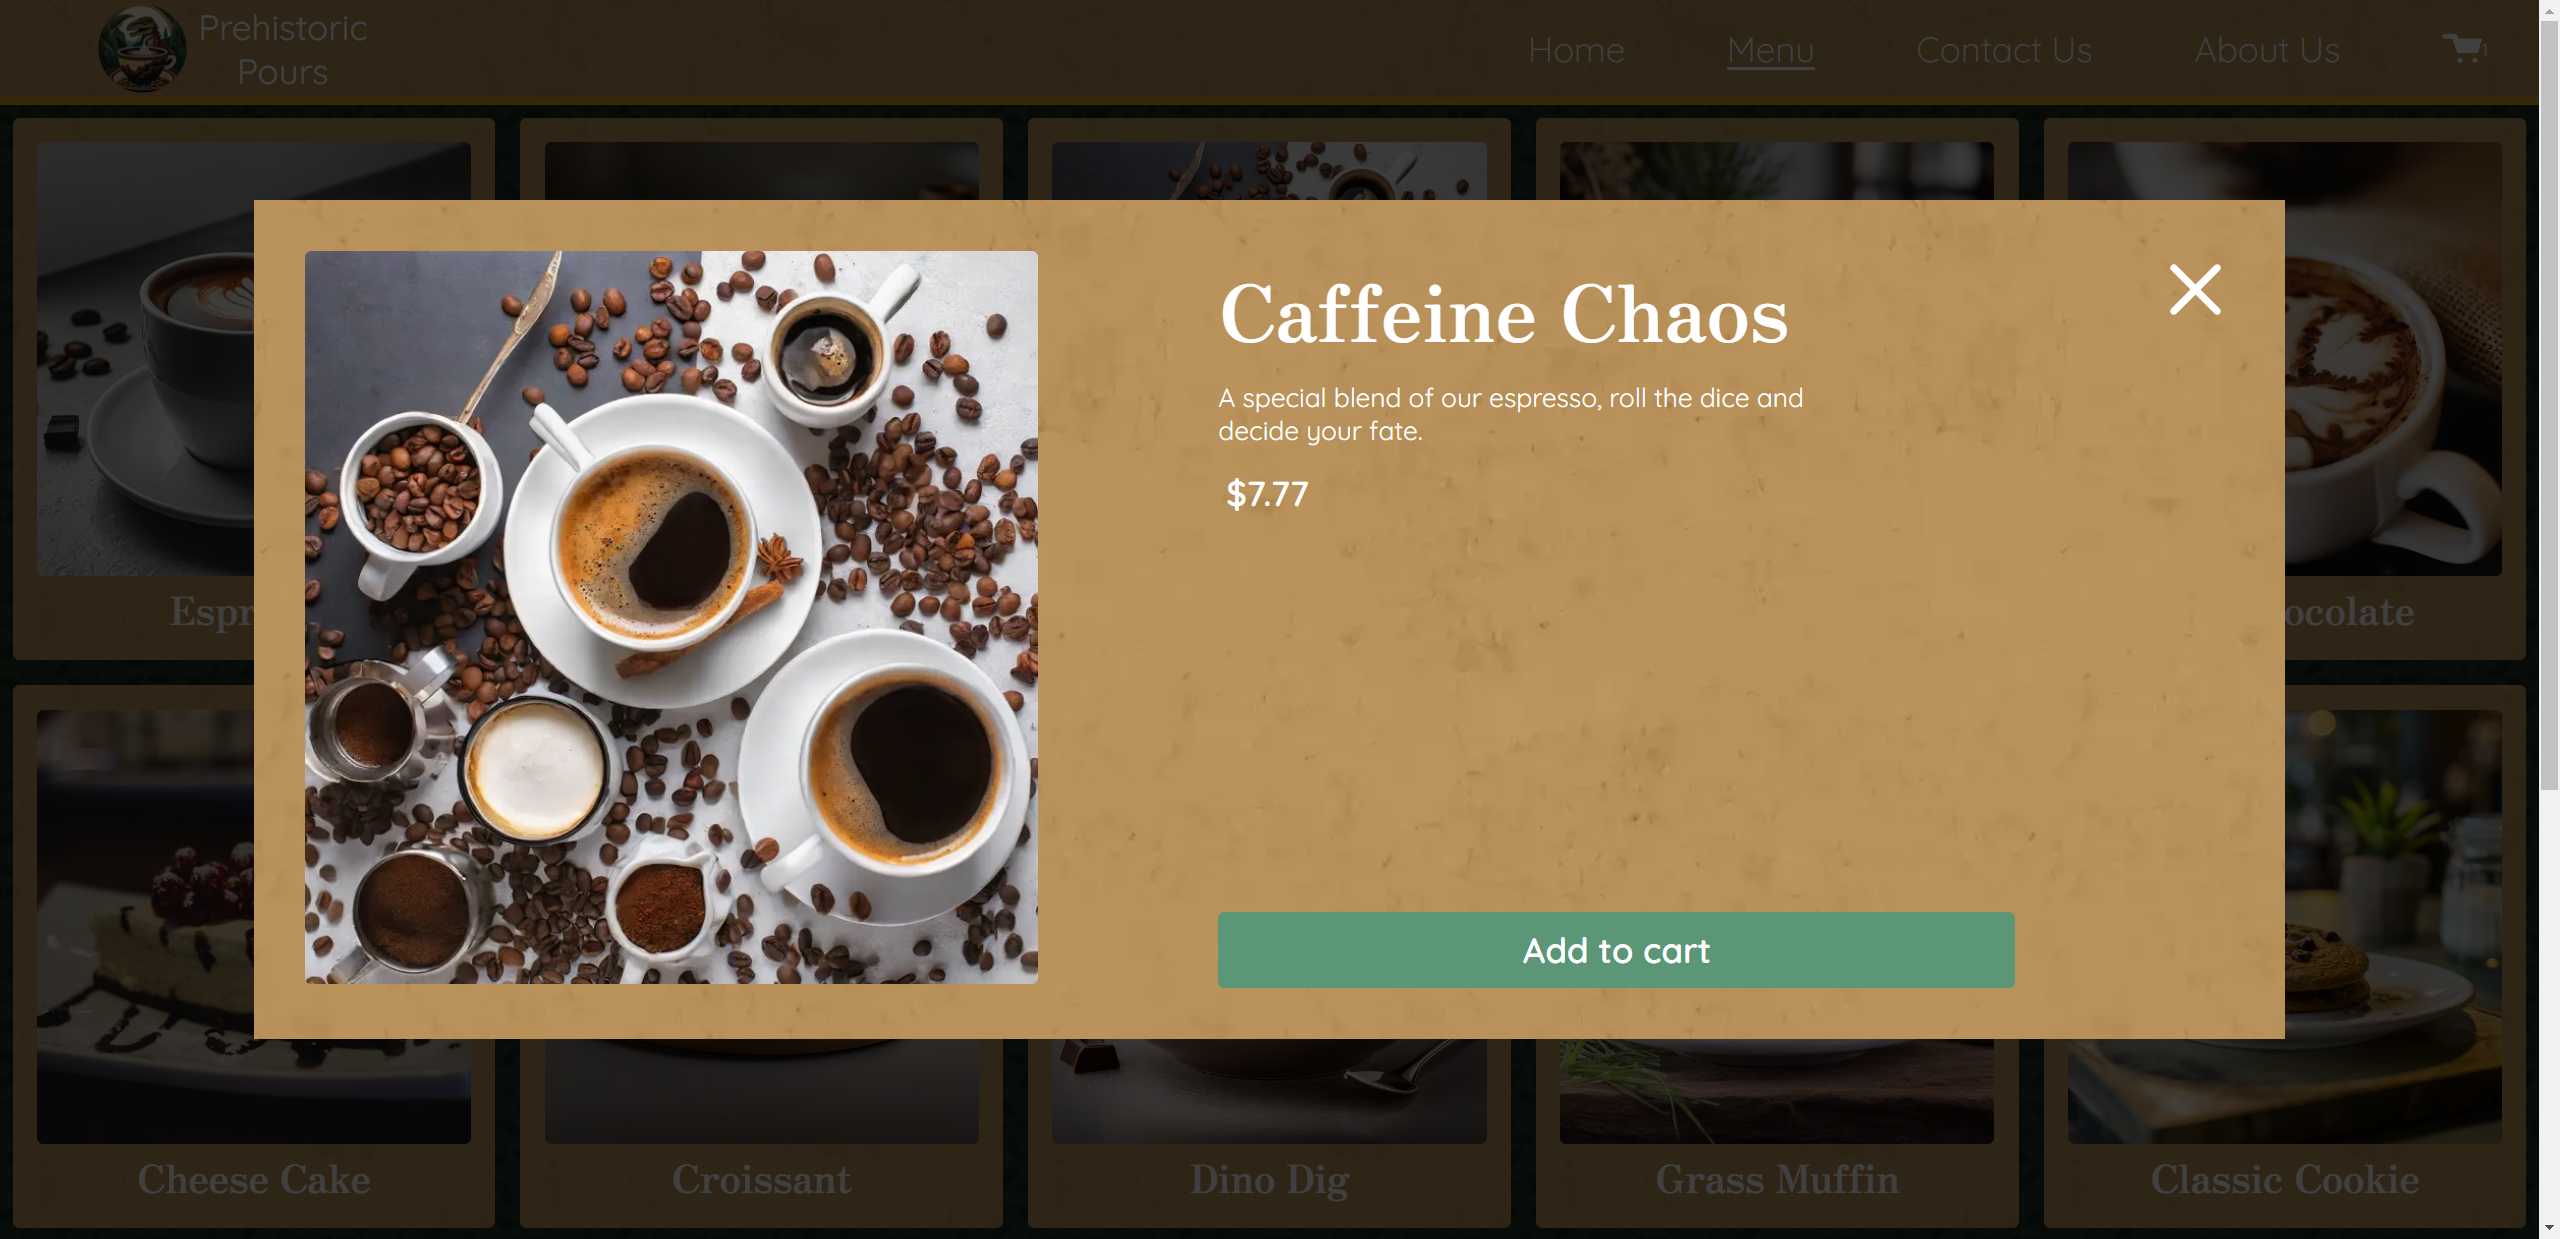 Prehistoric
Pours
Home
Menu
Contact Us
About Us
1
Caffeine Chaos
A special blend of our espresso, roll the dice and
decide your fate.
$7.77
Add to cart
Espr
ocolate
Cheese Cake
Croissant
Dino Dig
Grass Muffin
Classic Cookie